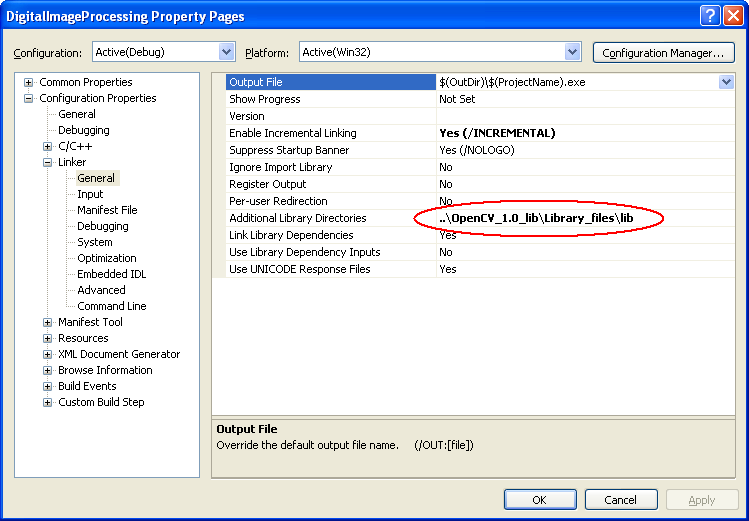 DigitalImageProcessing Property Pages
Configuration: Active(Debug) Platform: Active(Win32) Configuration Manager...
Common Properties
Configuration Properties
General
Debugging
C/C++
Linker
General
Input
Manifest File
Debugging
System
Optimization
Embedded IDL
Advanced
Command Line
Manifest Tool
Resources
XML Document Generator
Browse Information
Build Events
Custom Build Step
Output File $(OutDir)\$(ProjectName).exe
Show Progress Not Set
Version
Enable Incremental Linking Yes (/INCREMENTAL)
Suppress Startup Banner Yes (/NOLOGO)
Ignore Import Library No
Register Output No
Per-user Redirection No
Additional Library Directories ..\OpenCV_1.0_lib\Library_files\lib
Link Library Dependencies Yes
Use Library Dependency Inputs No
Use UNICODE Response Files Yes
Output File
Override the default output file name. (/OUT:[file])
OK Cancel Apply